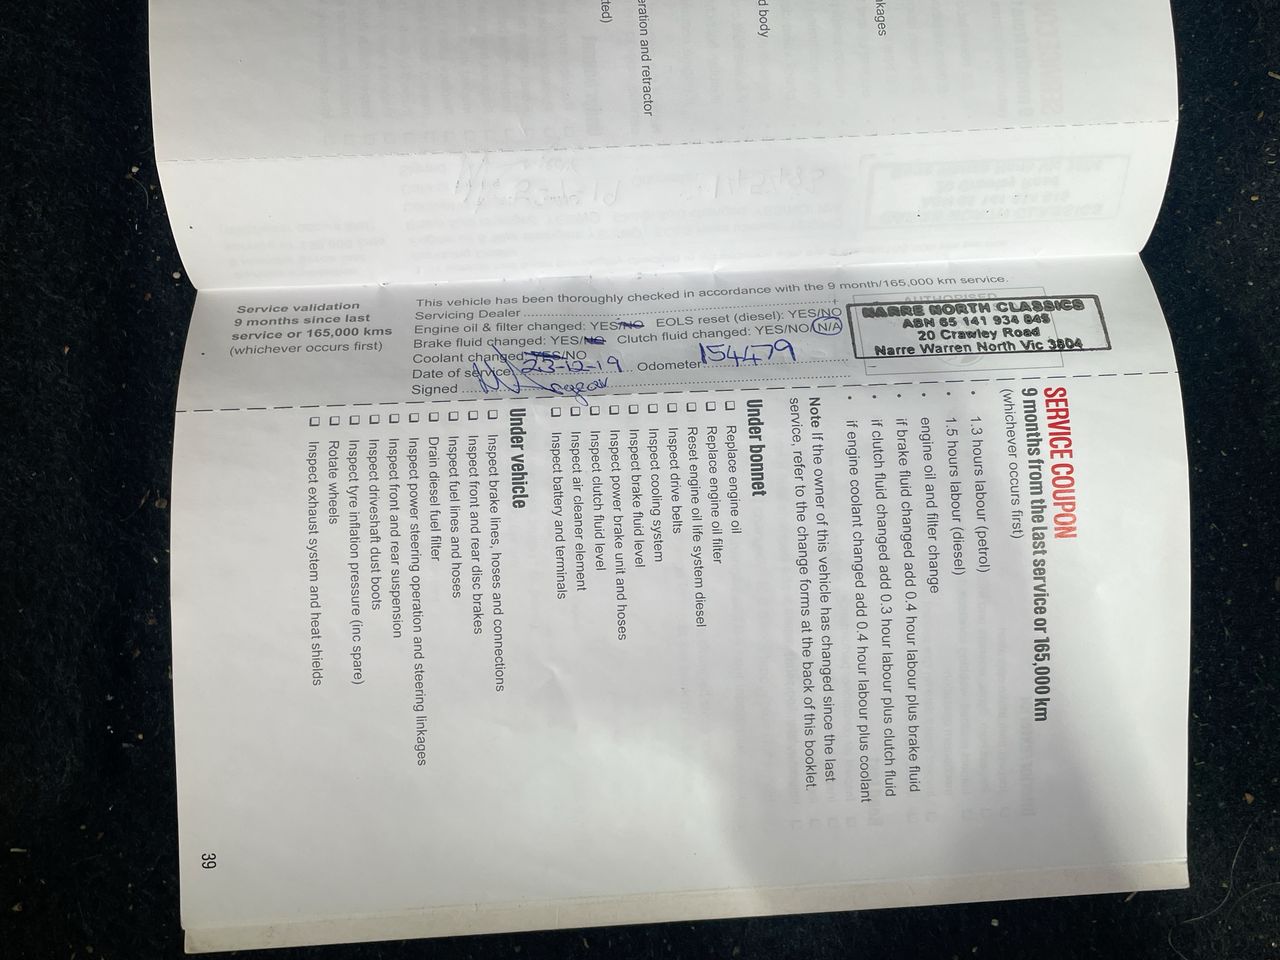 ted)
eration and retractor
d body
kages
Service validation
9 months since last
service or 165,000 kms
(whichever occurs first)
This vehicle has been thoroughly checked in accordance with the 9 month/165,000 km service.
Servicing Dealer
Engine oil & filter changed: YES/NO EOLS reset (diesel): YES/NO
Brake fluid changed: YES/NO Clutch fluid changed: YES/NO/N/A
Coolant changed: YES/NO
Date of service 23-12-19 Odometer 154479
Signed
AUTHORISED
NARRE NORTH CLASSICS
ABN 65 141 934 845
20 Crawley Road
Narre Warren North Vic 3804
SERVICE COUPON
9 months from the last service or 165,000 km
(whichever occurs first)
• 1.3 hours labour (petrol)
• 1.5 hours labour (diesel)
engine oil and filter change
• if brake fluid changed add 0.4 hour labour plus brake fluid
• if clutch fluid changed add 0.3 hour labour plus clutch fluid
• if engine coolant changed add 0.4 hour labour plus coolant
Note If the owner of this vehicle has changed since the last
service, refer to the change forms at the back of this booklet.
Under bonnet
❑ Replace engine oil
❑ Replace engine oil filter
❑ Reset engine oil life system diesel
❑ Inspect drive belts
❑ Inspect cooling system
❑ Inspect brake fluid level
❑ Inspect power brake unit and hoses
❑ Inspect clutch fluid level
❑ Inspect air cleaner element
❑ Inspect battery and terminals
Under vehicle
❑ Inspect brake lines, hoses and connections
❑ Inspect front and rear disc brakes
❑ Inspect fuel lines and hoses
❑ Drain diesel fuel filter
❑ Inspect power steering operation and steering linkages
❑ Inspect front and rear suspension
❑ Inspect driveshaft dust boots
❑ Inspect tyre inflation pressure (inc spare)
❑ Rotate wheels
❑ Inspect exhaust system and heat shields
39